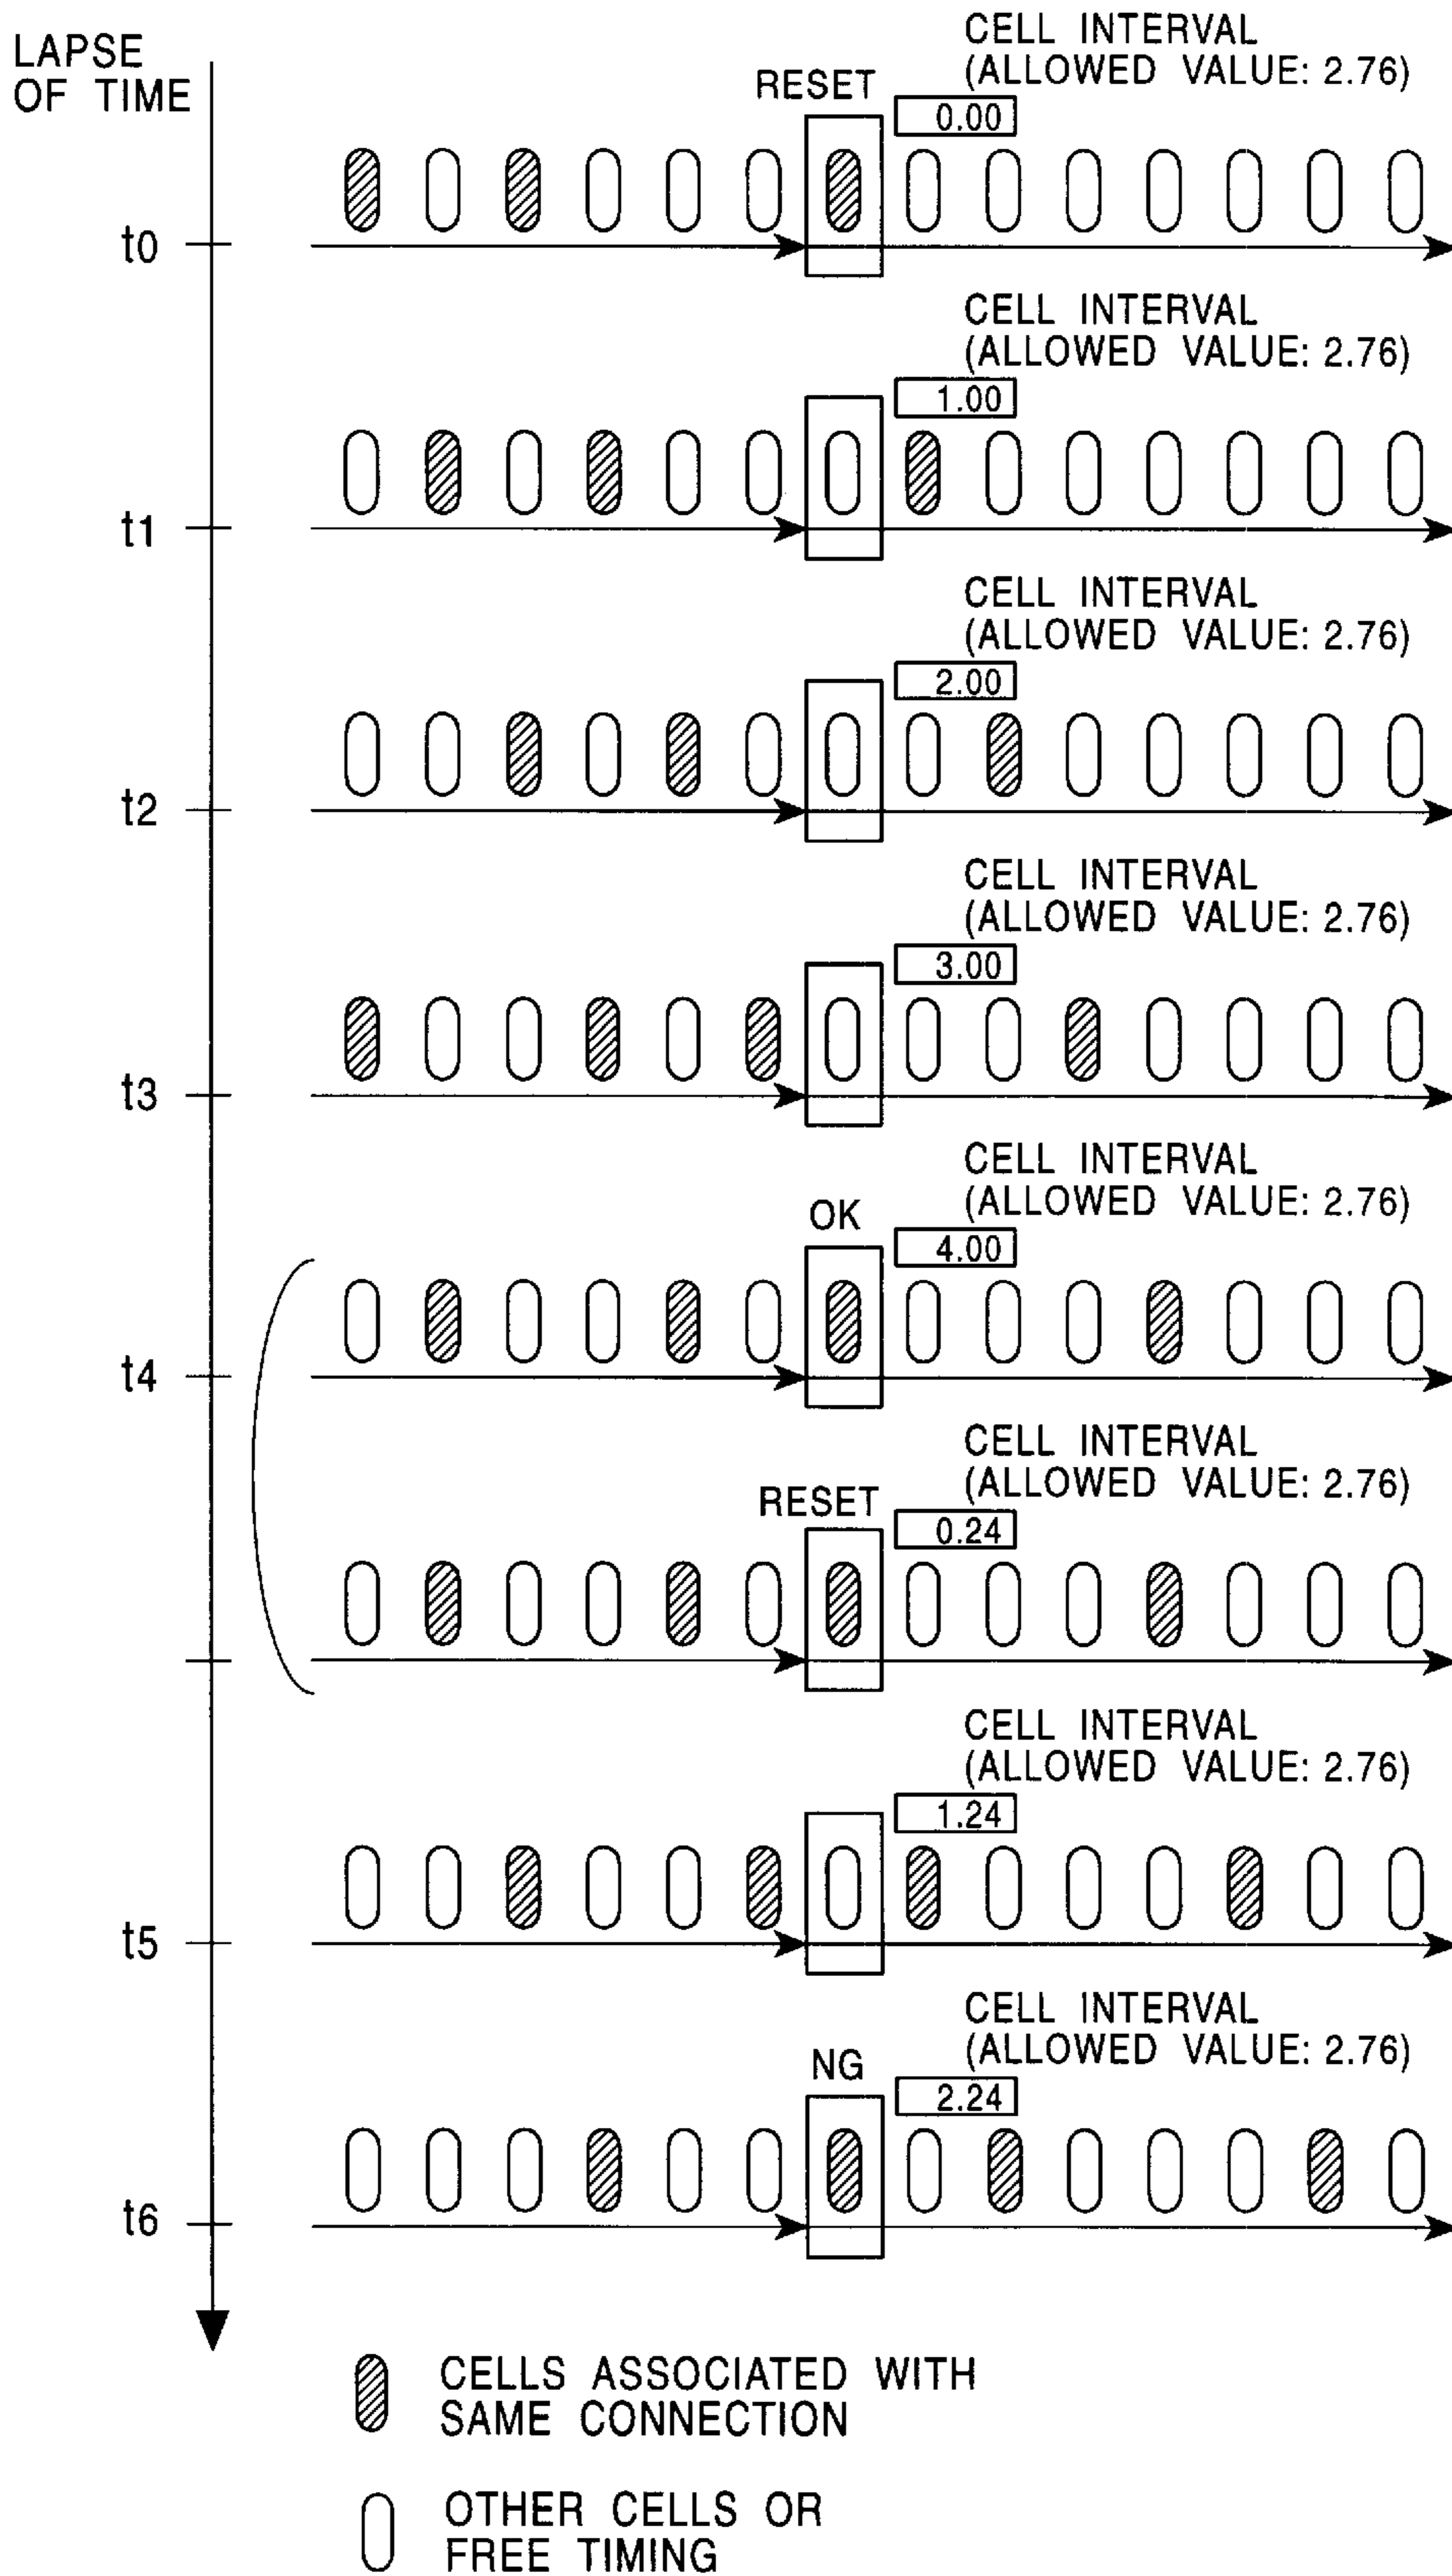 LAPSE
OF TIME
CELL INTERVAL
(ALLOWED VALUE: 2.76)
RESET
0.00
t0
CELL INTERVAL
(ALLOWED VALUE: 2.76)
1.00
t1
CELL INTERVAL
(ALLOWED VALUE: 2.76)
2.00
t2
CELL INTERVAL
(ALLOWED VALUE: 2.76)
3.00
t3
CELL INTERVAL
(ALLOWED VALUE: 2.76)
OK
4.00
t4
CELL INTERVAL
(ALLOWED VALUE: 2.76)
RESET
0.24
CELL INTERVAL
(ALLOWED VALUE: 2.76)
1.24
t5
CELL INTERVAL
(ALLOWED VALUE: 2.76)
NG
2.24
t6
CELLS ASSOCIATED WITH
SAME CONNECTION
OTHER CELLS OR
FREE TIMING